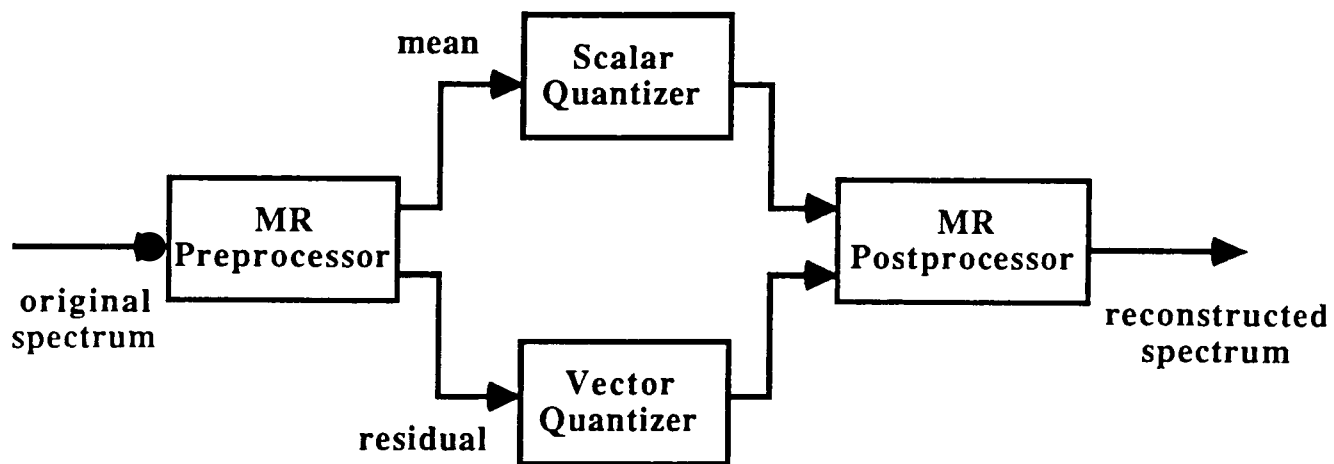 mean
Scalar
Quantizer
MR
Preprocessor
MR
Postprocessor
original
spectrum
reconstructed
spectrum
Vector
Quantizer
residual